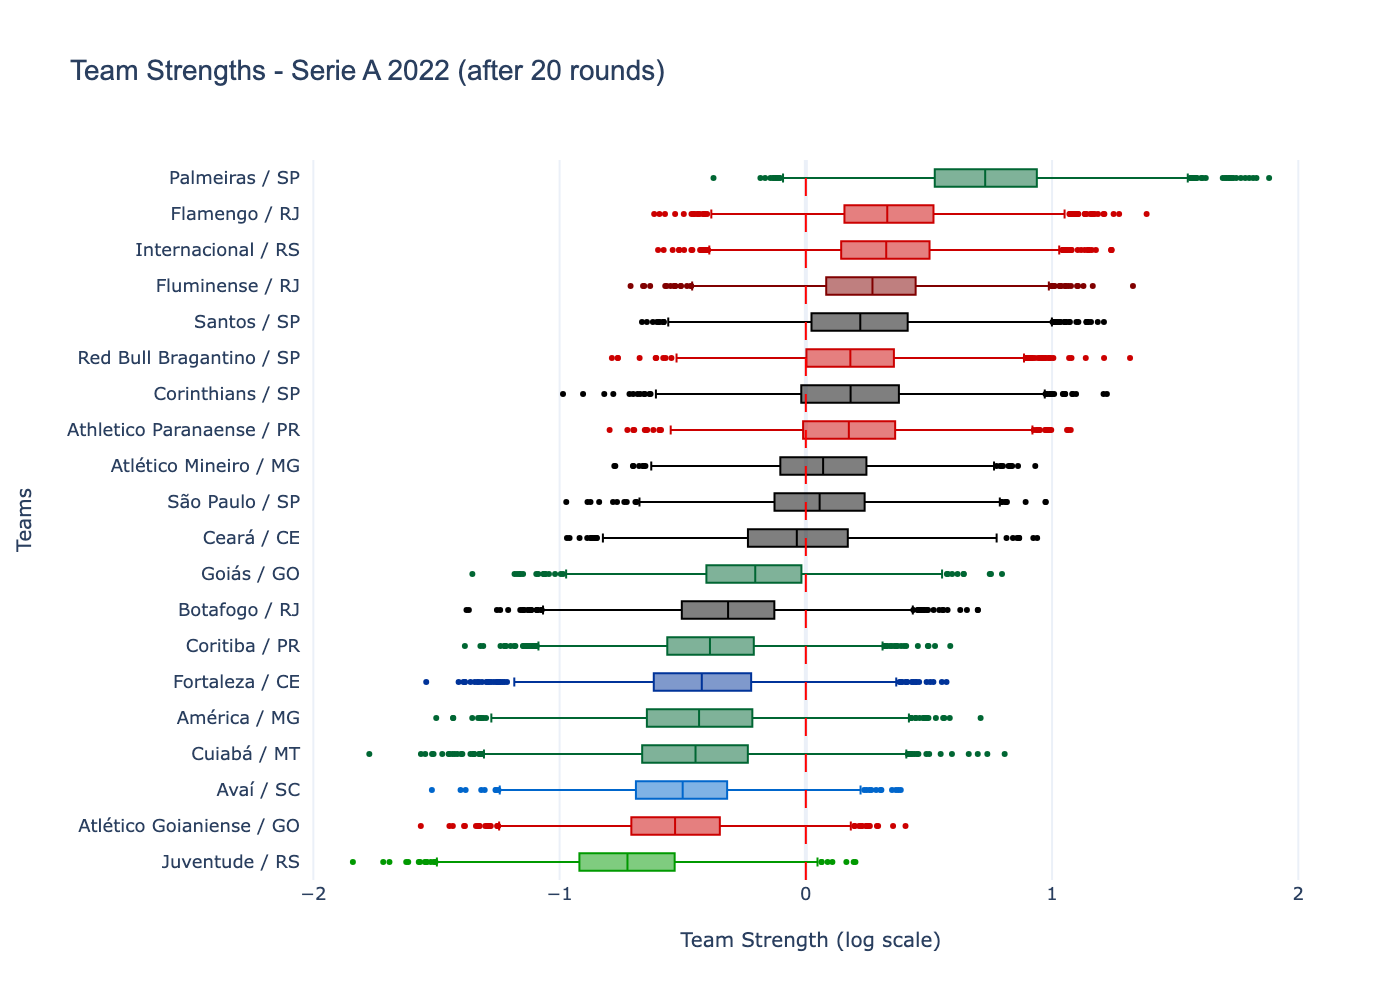 Team Strengths - Serie A 2022 (after 20 rounds)
Teams
Palmeiras / SP
Flamengo / RJ
Internacional / RS
Fluminense / RJ
Santos / SP
Red Bull Bragantino / SP
Corinthians / SP
Athletico Paranaense / PR
Atlético Mineiro / MG
São Paulo / SP
Ceará / CE
Goiás / GO
Botafogo / RJ
Coritiba / PR
Fortaleza / CE
América / MG
Cuiabá / MT
Avaí / SC
Atlético Goianiense / GO
Juventude / RS
−2 −1 0 1 2
Team Strength (log scale)